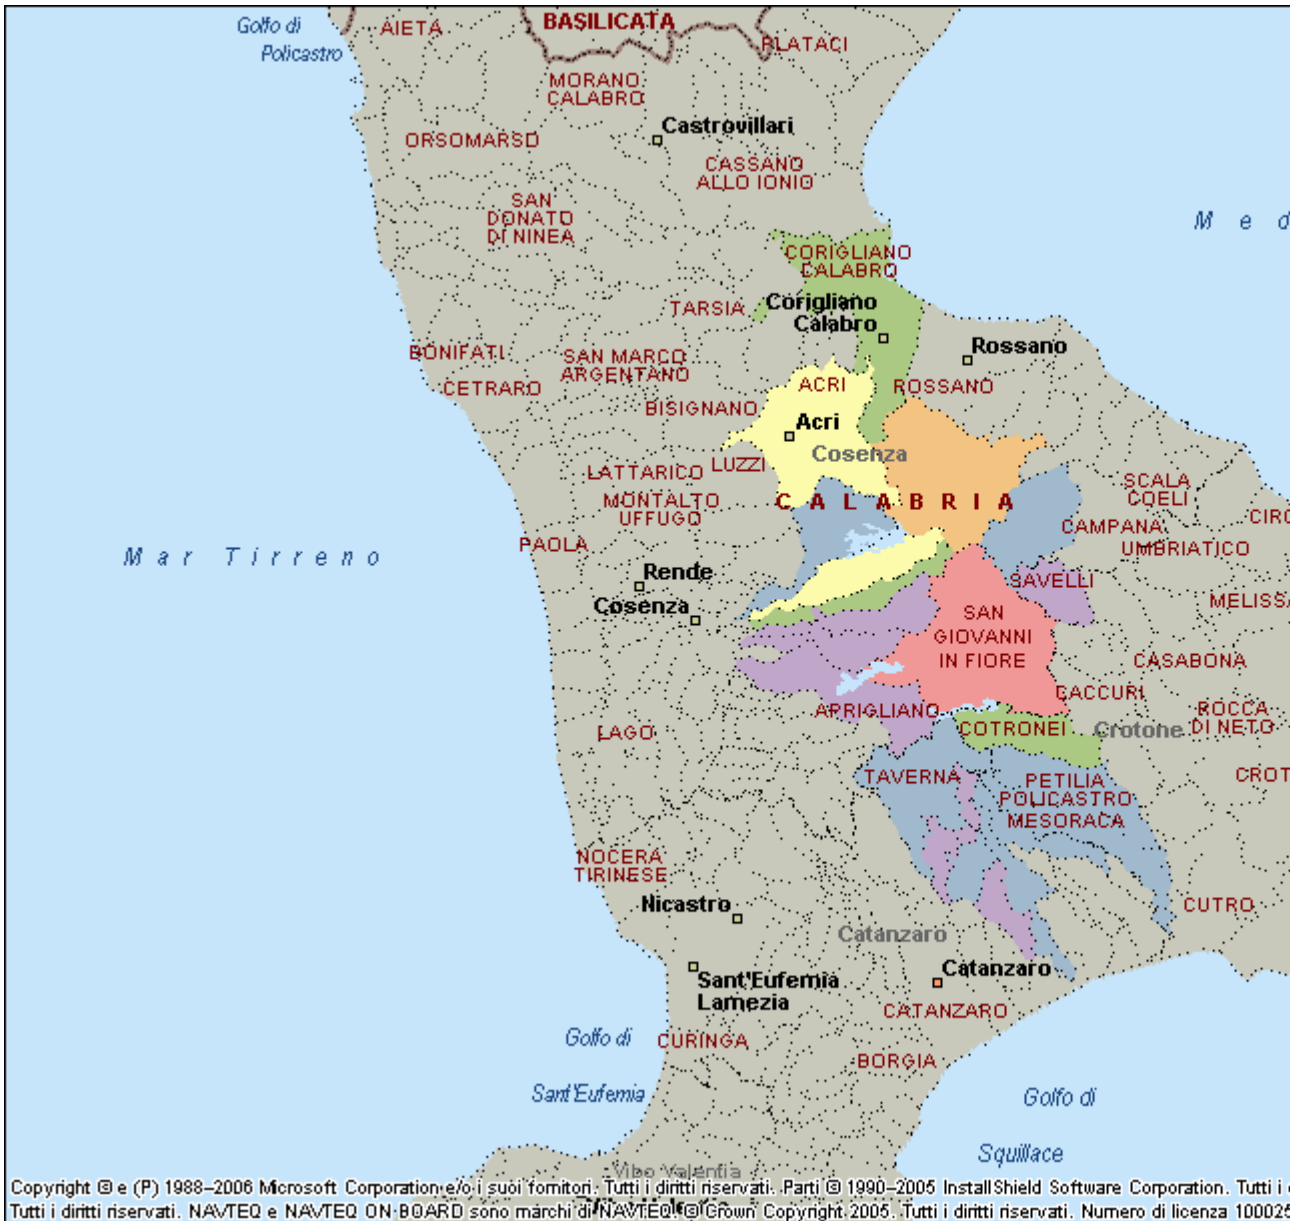 Golfo di
Policastro
AIETA
BASILICATA
PLATACI
MORANO
CALABRO
Castrovillari
ORSOMARSO
CASSANO
ALLO IONIO
SAN
DONATO
DI NINEA
M e d
CORIGLIANO
CALABRO
TARSIA
Corigliano
Calabro
Rossano
BONIFATI
SAN MARCO
ARGENTANO
CETRARO
ACRI
ROSSANO
BISIGNANO
Acri
Cosenza
LUZZI
LATTARICO
MONTALTO
UFFUGO
CALABRIA
SCALA
COELI
CIRO
CAMPANA
UMBRIATICO
PAOLA
Mar Tirreno
Rende
Cosenza
SAVELLI
MELISSA
SAN
GIOVANNI
IN FIORE
CASABONA
CACCURI
APRIGLIANO
ROCCA
DI NETO
LAGO
COTRONEI
Crotone
TAVERNA
PETILIA
POLICASTRO
MESORACA
CROT
NOCERA
TIRINESE
Nicastro
CUTRO
Catanzaro
Catanzaro
Sant'Eufemia
Lamezia
CATANZARO
Golfo di
Sant'Eufemia
CURINGA
BORGIA
Golfo di
Squillace
Vibo Valentia
Copyright © e (P) 1988–2006 Microsoft Corporation e/o i suoi fornitori. Tutti i diritti riservati. Parti © 1990–2005 InstallShield Software Corporation. Tutti i
Tutti i diritti riservati. NAVTEQ e NAVTEQ ON BOARD sono marchi di NAVTEQ. © Crown Copyright 2005. Tutti i diritti riservati. Numero di licenza 100025